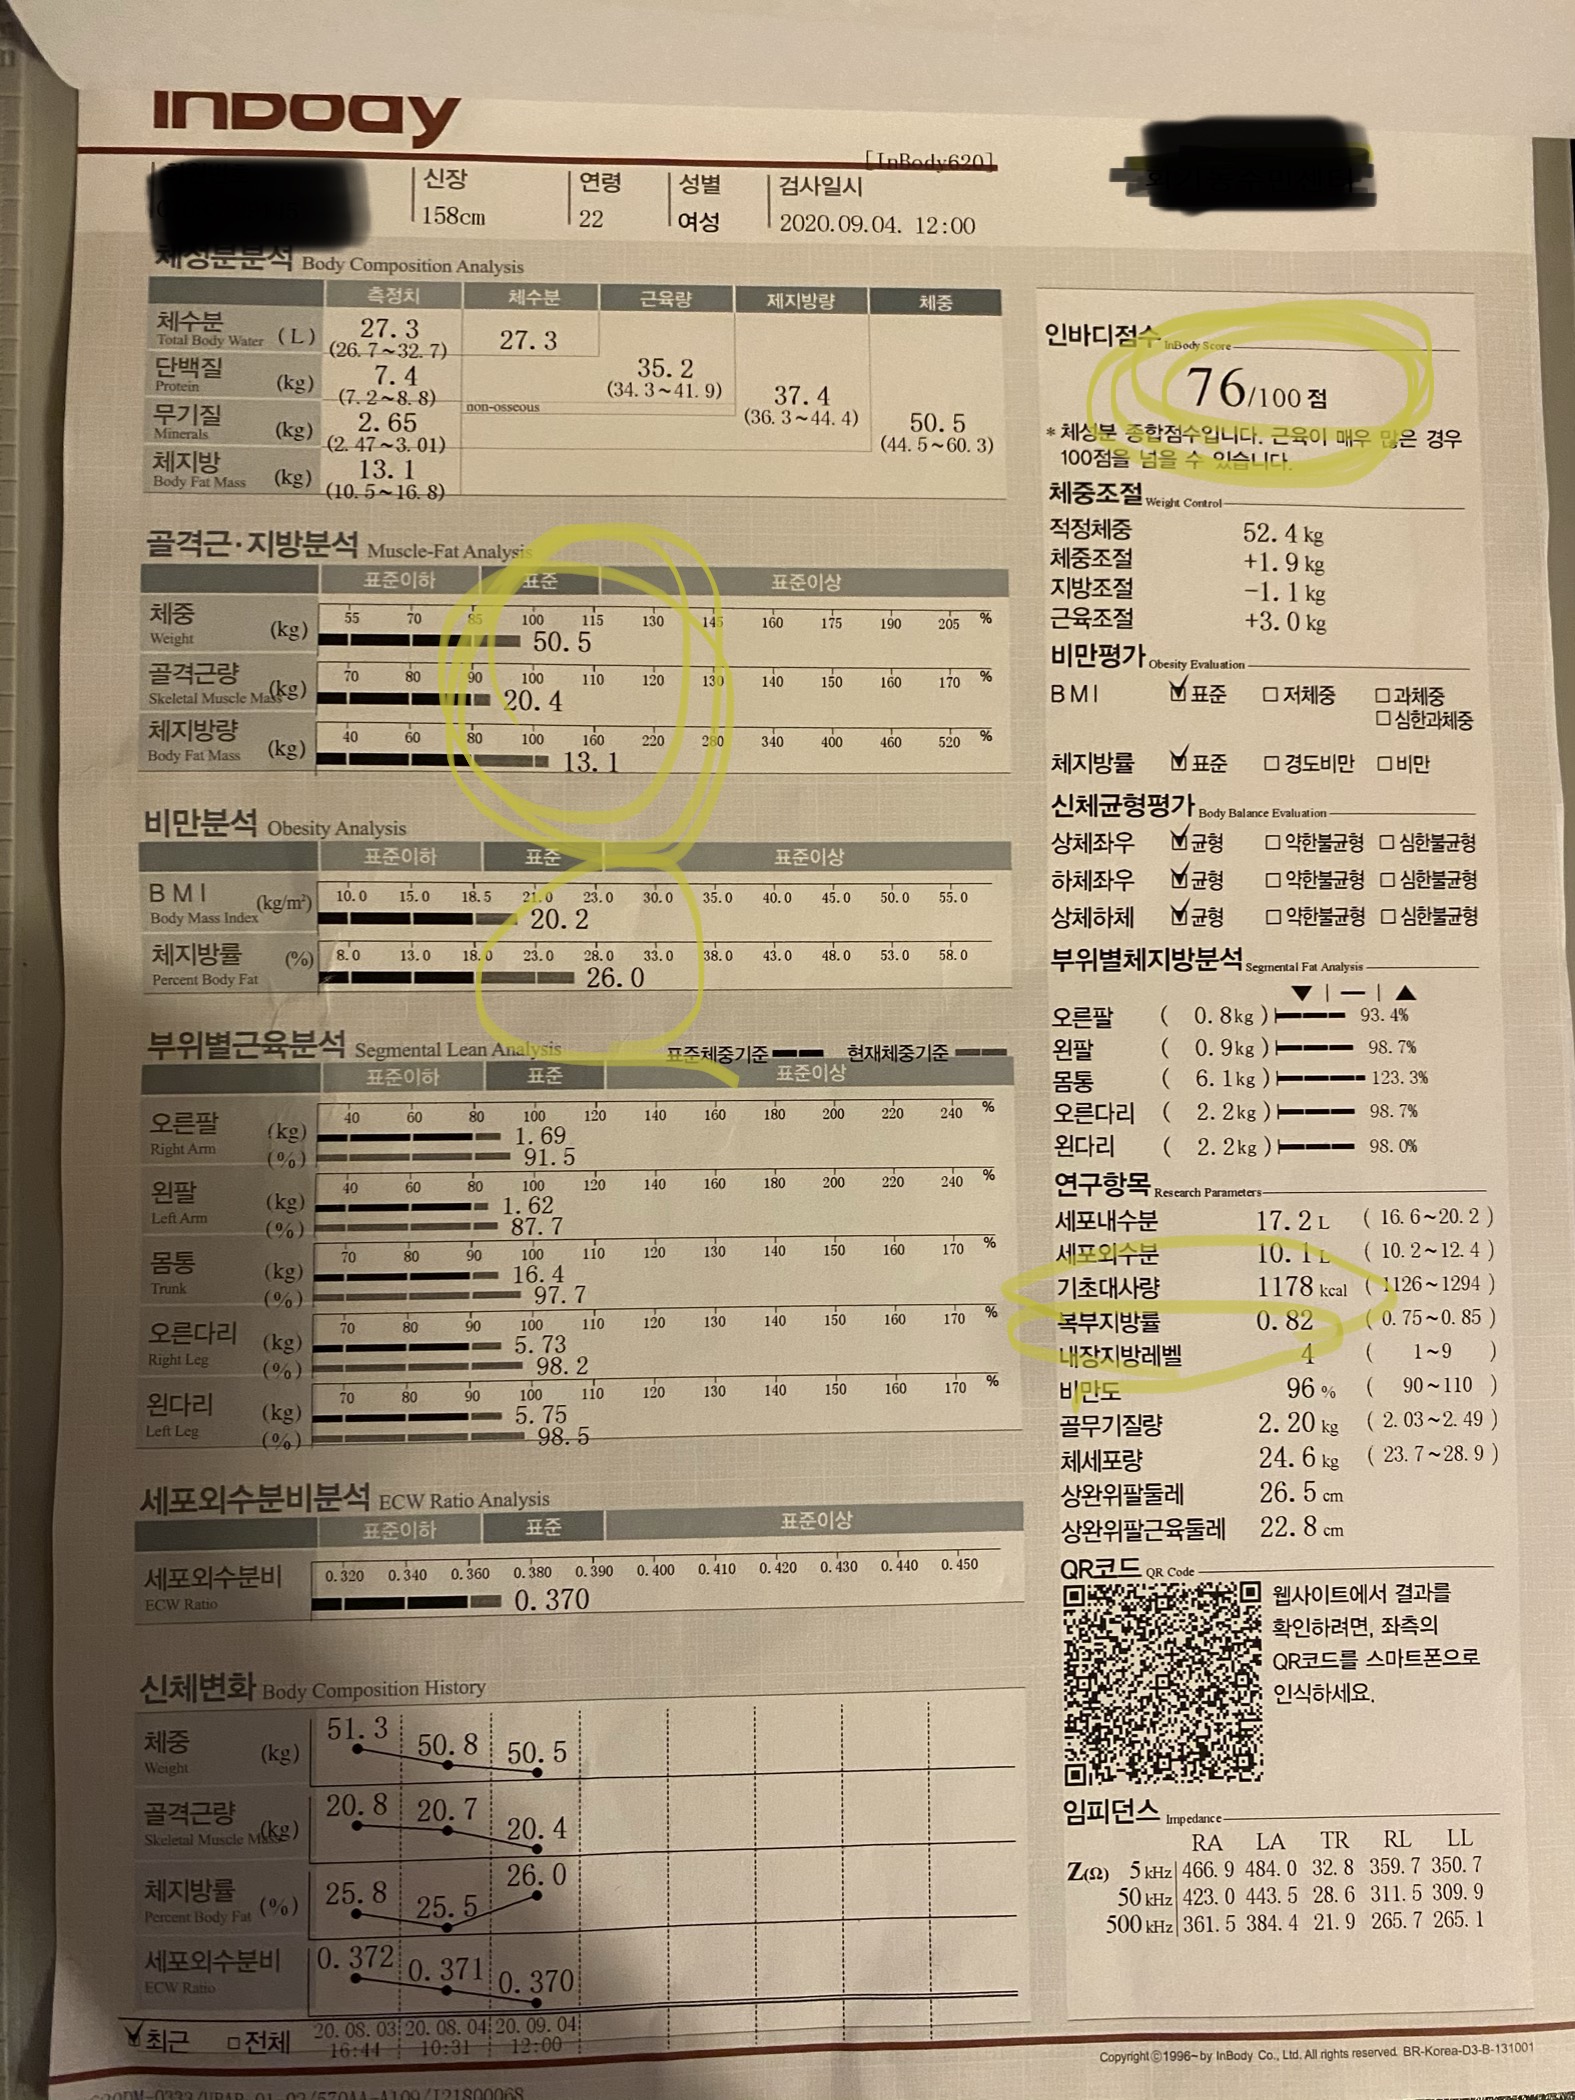 InBody
[InBody620]
신장 연령 성별 검사일시
158cm 22 여성 2020.09.04. 12:00
체성분분석 Body Composition Analysis
측정치 체수분 근육량 제지방량 체중
체수분 Total Body Water (L) 27.3 (26.7~32.7) 27.3
단백질 Protein (kg) 7.4 (7.2~8.8) 35.2 (34.3~41.9)
무기질 Minerals (kg) 2.65 (2.47~3.01) non-osseous 37.4 (36.3~44.4)
체지방 Body Fat Mass (kg) 13.1 (10.5~16.8) 50.5 (44.5~60.3)
골격근·지방분석 Muscle-Fat Analysis
표준이하 표준 표준이상
체중 Weight (kg) 55 70 85 100 115 130 145 160 175 190 205 %
50.5
골격근량 Skeletal Muscle Mass (kg) 70 80 90 100 110 120 130 140 150 160 170 %
20.4
체지방량 Body Fat Mass (kg) 40 60 80 100 160 220 280 340 400 460 520 %
13.1
비만분석 Obesity Analysis
표준이하 표준 표준이상
BMI Body Mass Index (kg/m²) 10.0 15.0 18.5 21.0 23.0 30.0 35.0 40.0 45.0 50.0 55.0
20.2
체지방률 Percent Body Fat (%) 8.0 13.0 18.0 23.0 28.0 33.0 38.0 43.0 48.0 53.0 58.0
26.0
부위별근육분석 Segmental Lean Analysis 표준체중기준 현재체중기준
표준이하 표준 표준이상
오른팔 Right Arm (kg) (%) 40 60 80 100 120 140 160 180 200 220 240 %
1.69
91.5
왼팔 Left Arm (kg) (%) 40 60 80 100 120 140 160 180 200 220 240 %
1.62
87.7
몸통 Trunk (kg) (%) 70 80 90 100 110 120 130 140 150 160 170 %
16.4
97.7
오른다리 Right Leg (kg) (%) 70 80 90 100 110 120 130 140 150 160 170 %
5.73
98.2
왼다리 Left Leg (kg) (%) 70 80 90 100 110 120 130 140 150 160 170 %
5.75
98.5
세포외수분비분석 ECW Ratio Analysis
표준이하 표준 표준이상
세포외수분비 ECW Ratio 0.320 0.340 0.360 0.380 0.390 0.400 0.410 0.420 0.430 0.440 0.450
0.370
신체변화 Body Composition History
체중 Weight (kg) 51.3 50.8 50.5
골격근량 Skeletal Muscle Mass (kg) 20.8 20.7 20.4
체지방률 Percent Body Fat (%) 25.8 25.5 26.0
세포외수분비 ECW Ratio 0.372 0.371 0.370
최근 전체 20.08.03 20.08.04 20.09.04
16:44 10:31 12:00
인바디점수 InBody Score
76/100 점
* 체성분 종합점수입니다. 근육이 매우 많은 경우
100점을 넘을 수 있습니다.
체중조절 Weight Control
적정체중 52.4 kg
체중조절 +1.9 kg
지방조절 -1.1 kg
근육조절 +3.0 kg
비만평가 Obesity Evaluation
BMI 표준 저체중 과체중
심한과체중
체지방률 표준 경도비만 비만
신체균형평가 Body Balance Evaluation
상체좌우 균형 약한불균형 심한불균형
하체좌우 균형 약한불균형 심한불균형
상체하체 균형 약한불균형 심한불균형
부위별체지방분석 Segmental Fat Analysis
▼ | — | ▲
오른팔 ( 0.8kg ) 93.4%
왼팔 ( 0.9kg ) 98.7%
몸통 ( 6.1kg ) 123.3%
오른다리 ( 2.2kg ) 98.7%
왼다리 ( 2.2kg ) 98.0%
연구항목 Research Parameters
세포내수분 17.2 L ( 16.6~20.2 )
세포외수분 10.1 L ( 10.2~12.4 )
기초대사량 1178 kcal ( 1126~1294 )
복부지방률 0.82 ( 0.75~0.85 )
내장지방레벨 4 ( 1~9 )
비만도 96 % ( 90~110 )
골무기질량 2.20 kg ( 2.03~2.49 )
체세포량 24.6 kg ( 23.7~28.9 )
상완위팔둘레 26.5 cm
상완위팔근육둘레 22.8 cm
QR코드 QR Code
웹사이트에서 결과를
확인하려면, 좌측의
QR코드를 스마트폰으로
인식하세요.
임피던스 Impedance
RA LA TR RL LL
Z(Ω) 5 kHz 466.9 484.0 32.8 359.7 350.7
50 kHz 423.0 443.5 28.6 311.5 309.9
500 kHz 361.5 384.4 21.9 265.7 265.1
Copyright©1996~ by InBody Co., Ltd. All rights reserved. BR-Korea-D3-B-131001